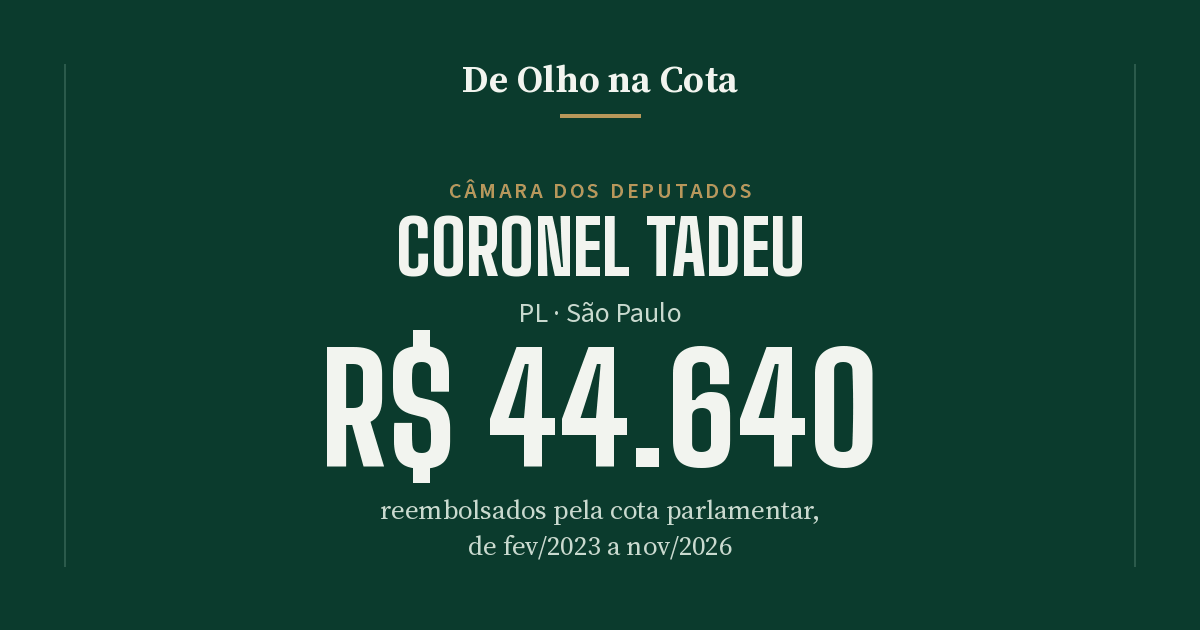 De Olho na Cota
CÂMARA DOS DEPUTADOS
CORONEL TADEU
PL · São Paulo
R$ 44.640
reembolsados pela cota parlamentar,
de fev/2023 a nov/2026